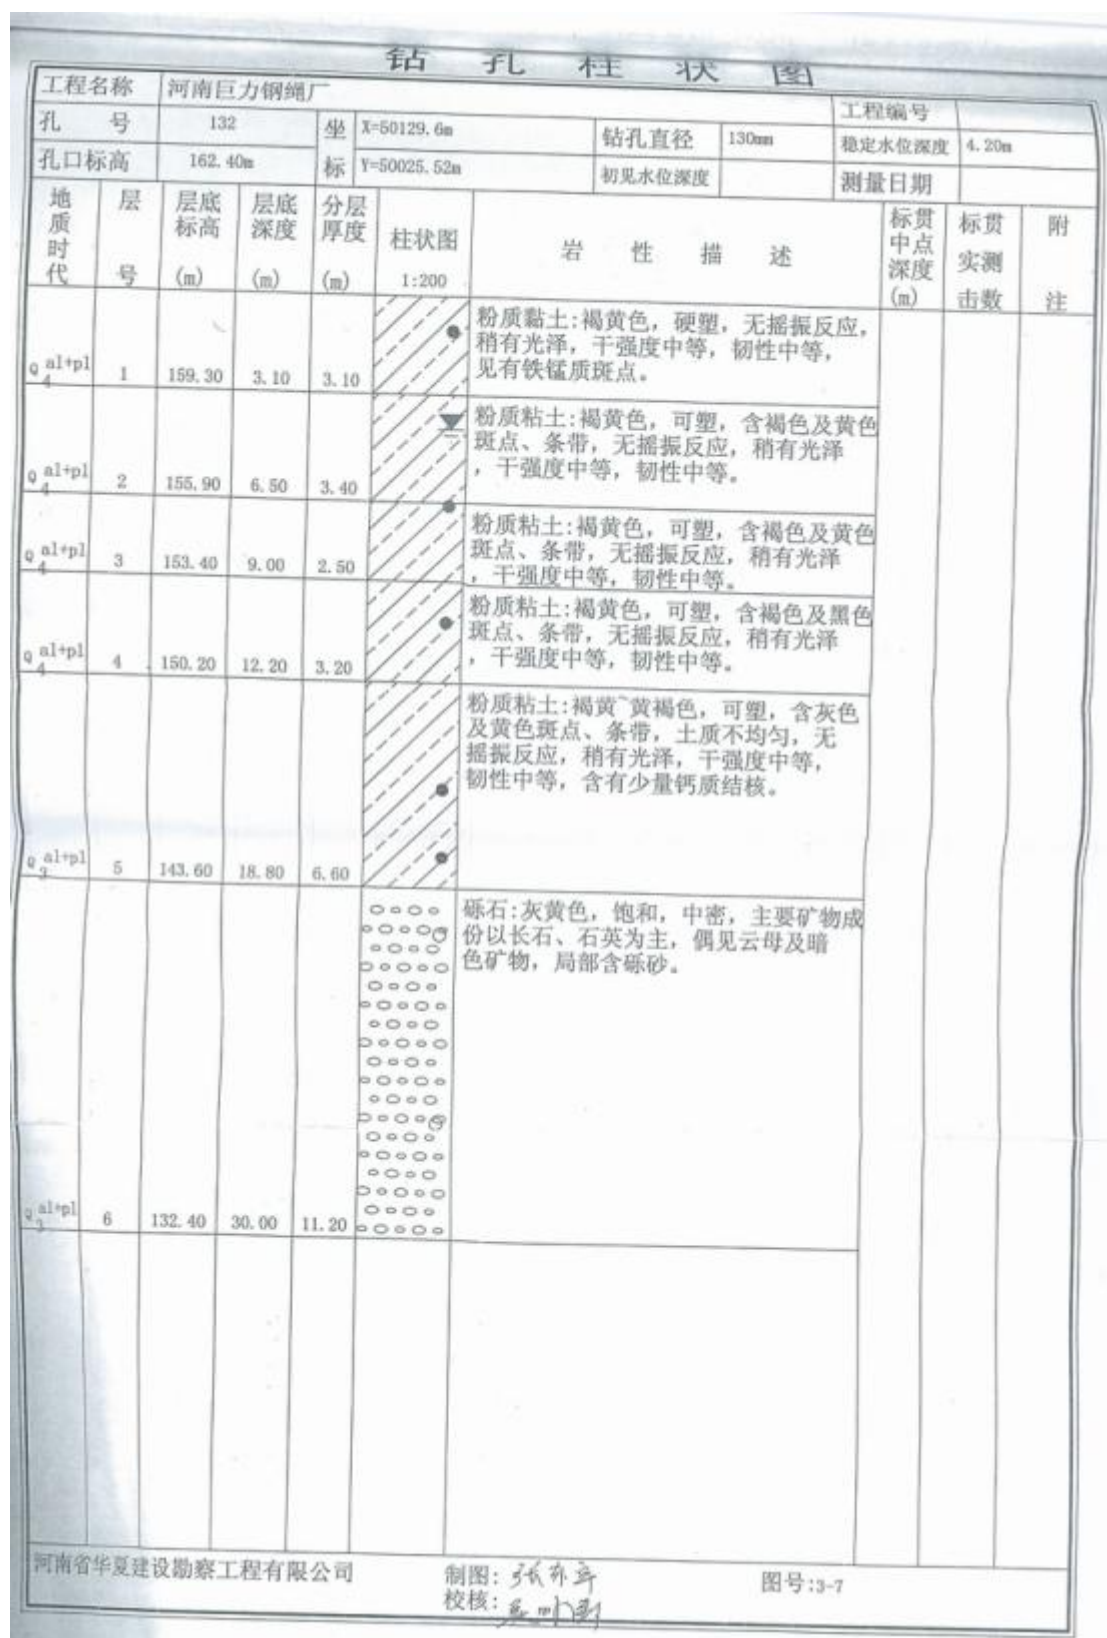 钻孔柱状图
工程名称 河南巨力钢绳厂 工程编号
孔号 132 坐标 X=50129.6m 钻孔直径 130mm 稳定水位深度 4.20m
孔口标高 162.40m Y=50025.52m 初见水位深度 测量日期
地质时代 层号 层底标高(m) 层底深度(m) 分层厚度(m) 柱状图 1:200 岩性描述 标贯中点深度(m) 标贯实测击数 附注
粉质黏土:褐黄色，硬塑，无摇振反应，
稍有光泽，干强度中等，韧性中等，
见有铁锰质斑点。
Q4 al+pl 1 159.30 3.10 3.10
粉质粘土:褐黄色，可塑，含褐色及黄色
斑点、条带，无摇振反应，稍有光泽
，干强度中等，韧性中等。
Q4 al+pl 2 155.90 6.50 3.40
粉质粘土:褐黄色，可塑，含褐色及黄色
斑点、条带，无摇振反应，稍有光泽
，干强度中等，韧性中等。
Q4 al+pl 3 153.40 9.00 2.50
粉质粘土:褐黄色，可塑，含褐色及黑色
斑点、条带，无摇振反应，稍有光泽
，干强度中等，韧性中等。
Q4 al+pl 4 150.20 12.20 3.20
粉质粘土:褐黄~黄褐色，可塑，含灰色
及黄色斑点、条带，土质不均匀，无
摇振反应，稍有光泽，干强度中等，
韧性中等，含有少量钙质结核。
Q3 al+pl 5 143.60 18.80 6.60
砾石:灰黄色，饱和，中密，主要矿物成
份以长石、石英为主，偶见云母及暗
色矿物，局部含砾砂。
Q3 al+pl 6 132.40 30.00 11.20
河南省华夏建设勘察工程有限公司 制图: 图号:3-7
校核: